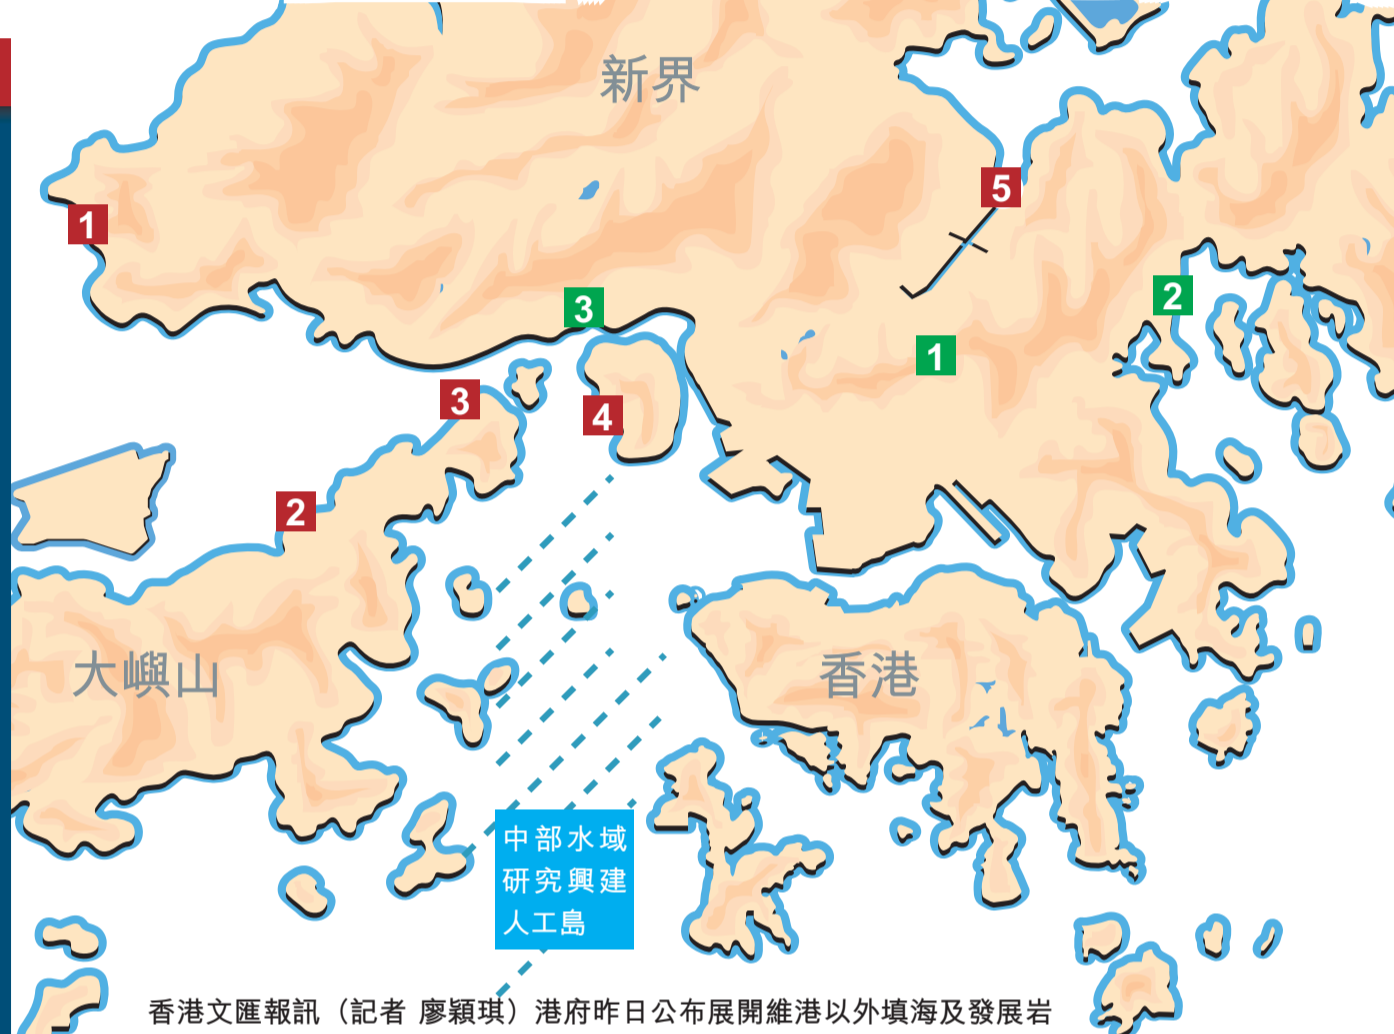 新界
1
5
3
2
1
3
4
2
大嶼山
香港
中部水域
研究興建
人工島
香港文匯報訊（記者 廖穎琪）港府昨日公布展開維港以外填海及發展岩